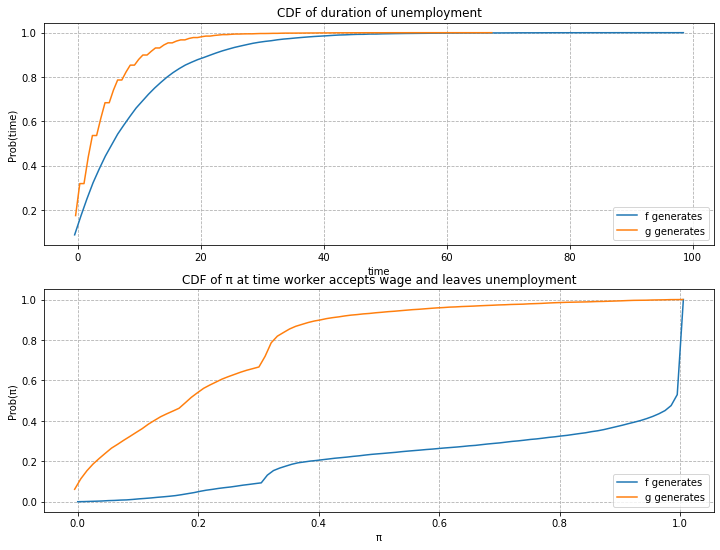 CDF of duration of unemployment
Prob(time)
1.0
0.8
0.6
0.4
0.2
0 20 40 60 80 100
f generates
g generates
time
CDF of π at time worker accepts wage and leaves unemployment
Prob(π)
1.0
0.8
0.6
0.4
0.2
0.0
0.0 0.2 0.4 0.6 0.8 1.0
f generates
g generates
π